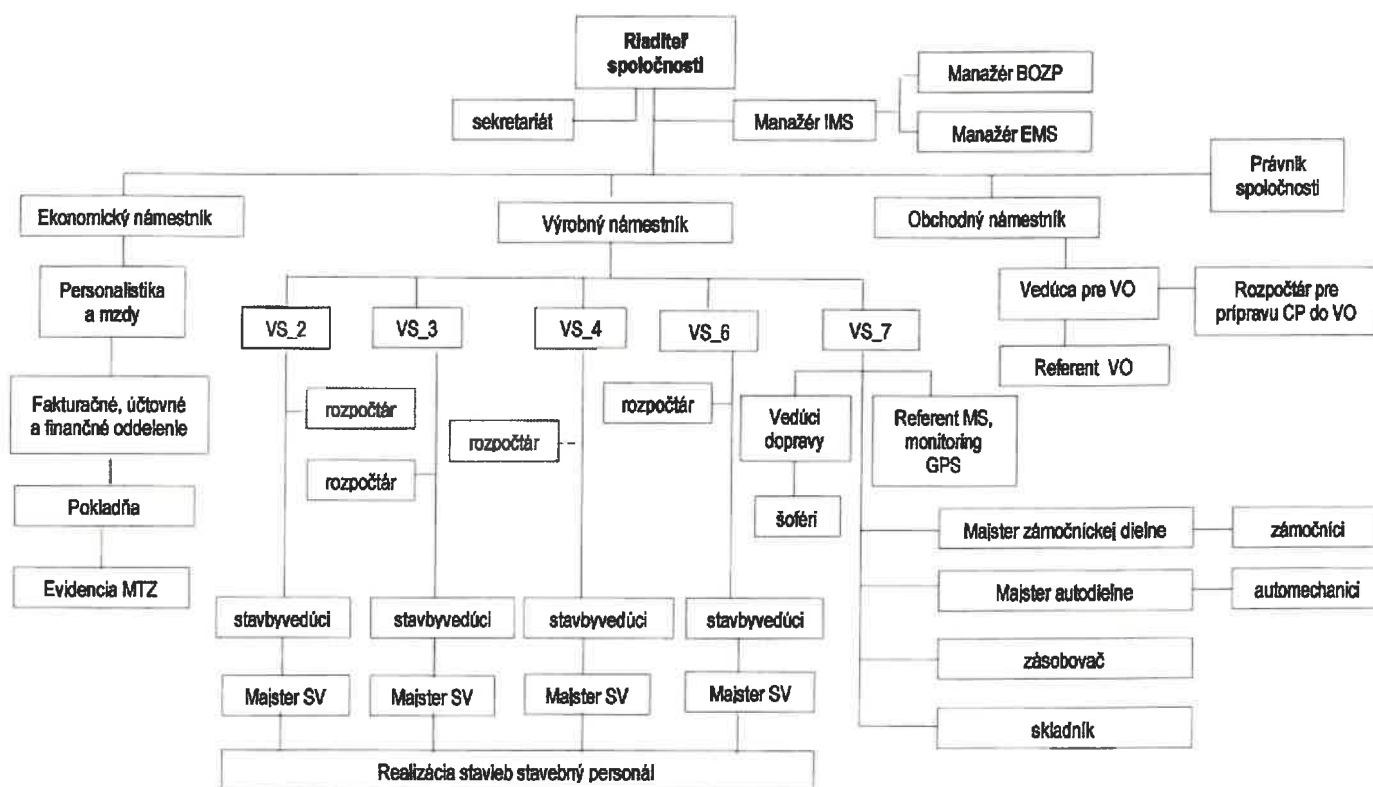 Riaditeľ
spoločnosti
Manažér BOZP
sekretariát
Manažér IMS
Manažér EMS
Právnik
spoločnosti
Ekonomický námestník
Výrobný námestník
Obchodný námestník
Personalistika
a mzdy
Vedúca pre VO
Rozpočtár pre
prípravu CP do VO
VS_2
VS_3
VS_4
VS_6
VS_7
Referent VO
Fakturačné, účtovné
a finančné oddelenie
rozpočtár
rozpočtár
rozpočtár
rozpočtár
Vedúci
dopravy
Referent MS,
monitoring
GPS
Pokladňa
šoféri
Majster zámočníckej dielne
zámočníci
Evidencia MTZ
Majster autodielne
automechanici
stavbyvedúci
stavbyvedúci
stavbyvedúci
stavbyvedúci
zásobovač
Majster SV
Majster SV
Majster SV
Majster SV
skladník
Realizácia stavieb stavebný personál